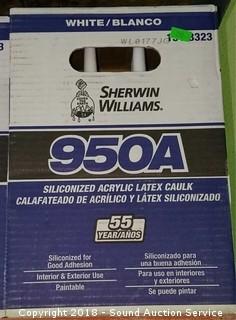 WHITE/BLANCO
WL0177JG
SHERWIN
WILLIAMS.
950A
SILICONIZED ACRYLIC LATEX CAULK
CALAFATEADO DE ACRÍLICO Y LÁTEX SILICONIZADO
55
YEAR/AÑOS
Siliconized for
Good Adhesion
Interior & Exterior Use
Paintable
Siliconizado para
una buena adhesion
Para uso en interiores
y exteriores
Se puede pintar
Copyright 2018 - Sound Auction Service